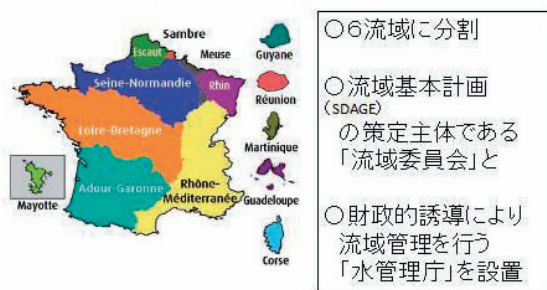 Sambre
Escaut
Meuse
Guyane
Seine-Normandie
Rhin
Réunion
Loire-Bretagne
Martinique
Adour-Garonne
Rhône-
Méditerranée
Mayotte
Guadeloupe
Corse
○6流域に分割
○流域基本計画
(SDAGE)
の策定主体である
「流域委員会」と
○財政的誘導により
流域管理を行う
「水管理庁」を設置